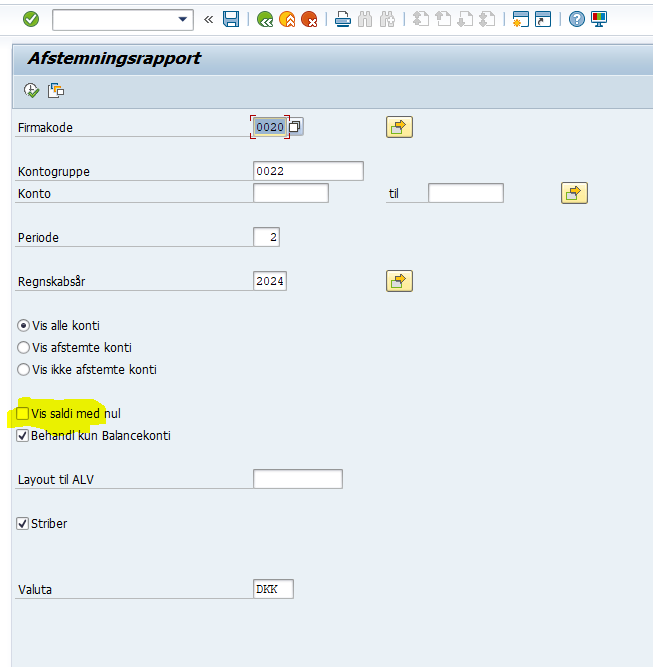 Afstemningsrapport
Firmakode 0020
Kontogruppe 0022
Konto til
Periode 2
Regnskabsår 2024
Vis alle konti
Vis afstemte konti
Vis ikke afstemte konti
Vis saldi med nul
Behandl kun Balancekonti
Layout til ALV
Striber
Valuta DKK